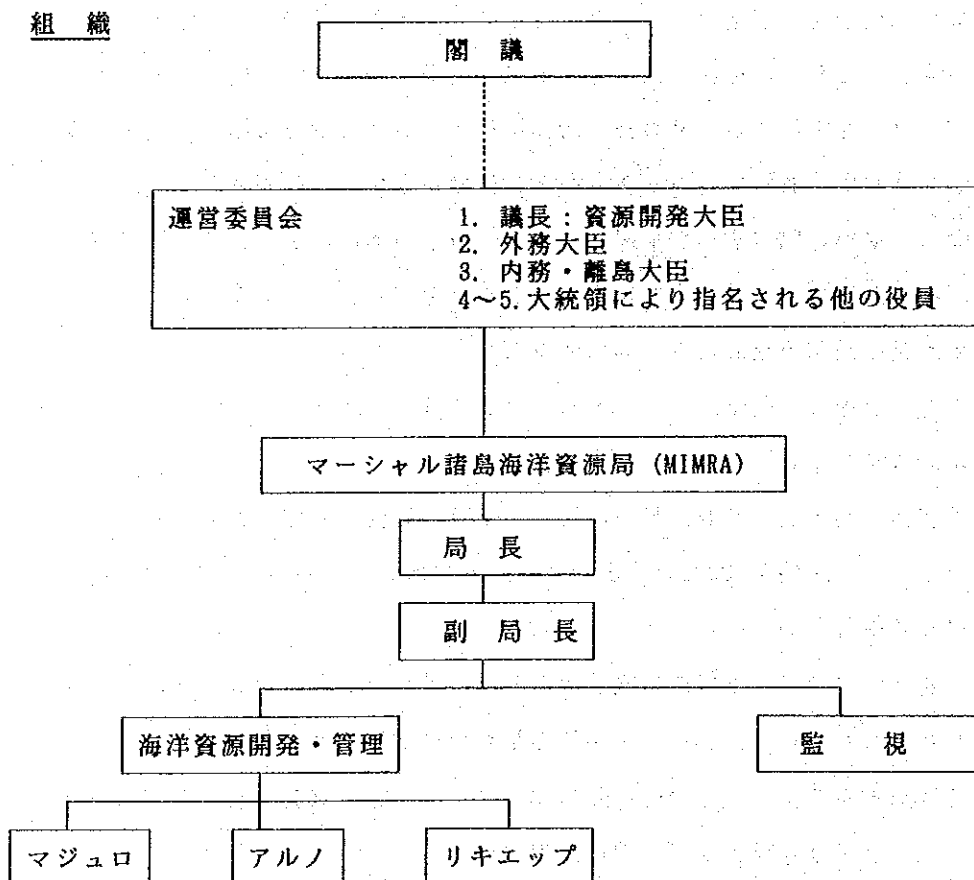 組　織
閣　議
運営委員会　1. 議長：資源開発大臣
2. 外務大臣
3. 内務・離島大臣
4～5.大統領により指名される他の役員
マーシャル諸島海洋資源局 (MIMRA)
局　長
副　局　長
海洋資源開発・管理　監　視
マジュロ　アルノ　リキエップ